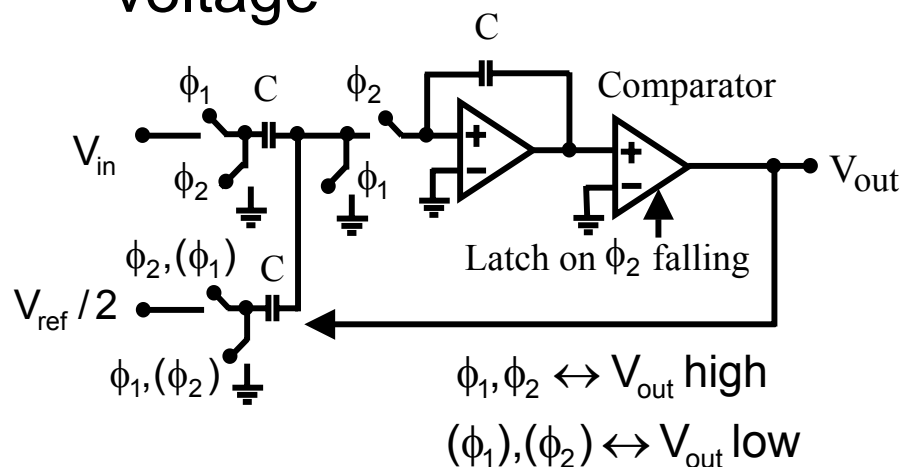 voltage
C
ϕ1
C
ϕ2
Comparator
+
−
+
−
Vin
ϕ2
ϕ1
Vout
ϕ2,(ϕ1)
C
Latch on ϕ2 falling
Vref / 2
ϕ1,(ϕ2)
ϕ1,ϕ2 ↔ Vout high
(ϕ1),(ϕ2) ↔ Vout low